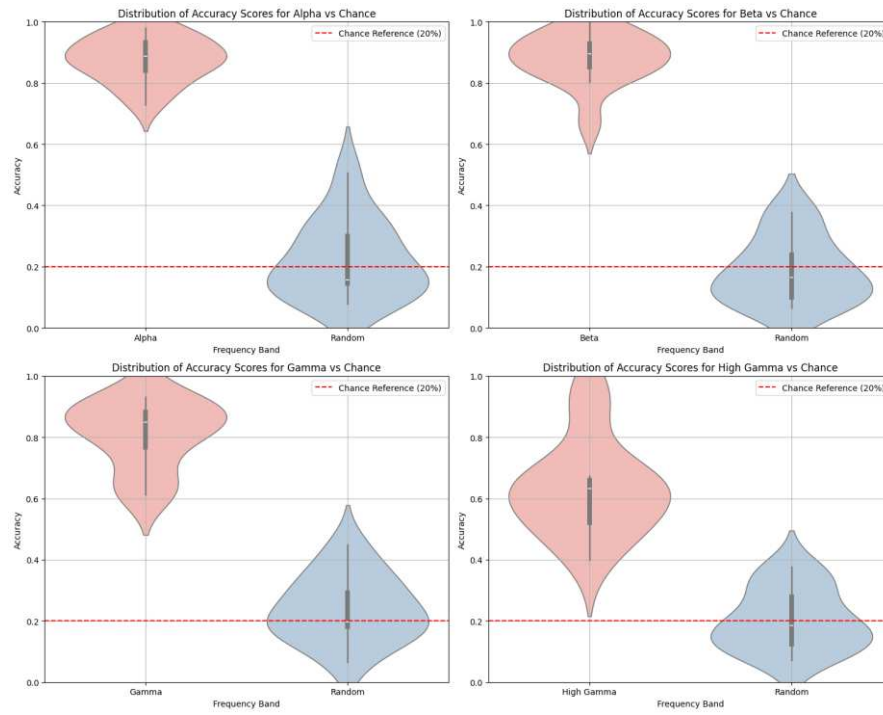 Distribution of Accuracy Scores for Alpha vs Chance
Chance Reference (20%)
1.0
0.8
0.6
0.4
0.2
0.0
Accuracy
Alpha
Random
Frequency Band
Distribution of Accuracy Scores for Beta vs Chance
Chance Reference (20%)
1.0
0.8
0.6
0.4
0.2
0.0
Accuracy
Beta
Random
Frequency Band
Distribution of Accuracy Scores for Gamma vs Chance
Chance Reference (20%)
1.0
0.8
0.6
0.4
0.2
0.0
Accuracy
Gamma
Random
Frequency Band
Distribution of Accuracy Scores for High Gamma vs Chance
Chance Reference (20%)
1.0
0.8
0.6
0.4
0.2
0.0
Accuracy
High Gamma
Random
Frequency Band